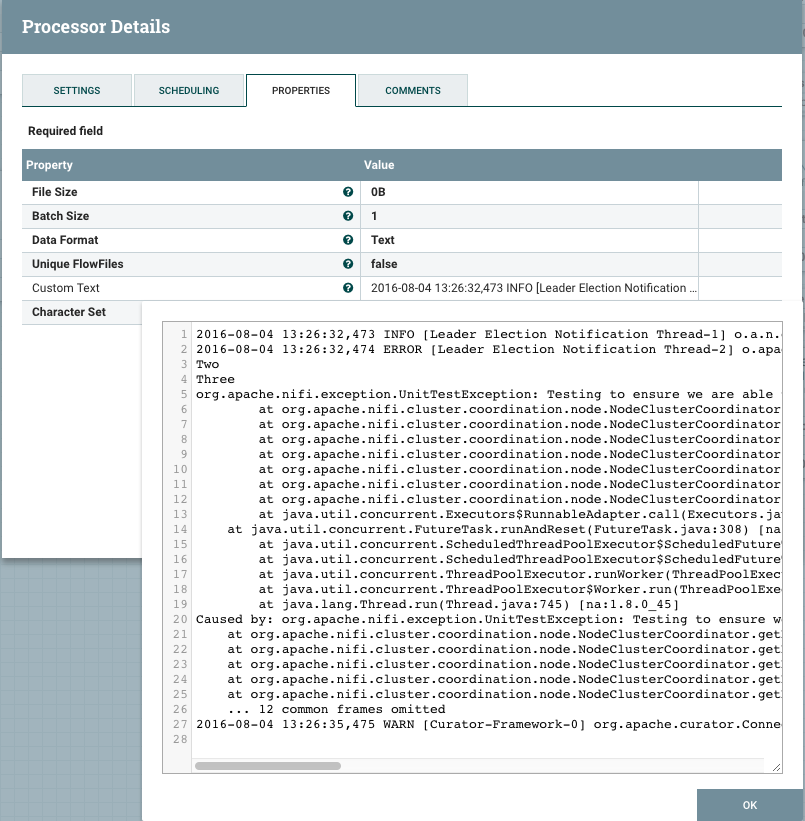 Processor Details
SETTINGS SCHEDULING PROPERTIES COMMENTS
Required field
Property Value
File Size 0B
Batch Size 1
Data Format Text
Unique FlowFiles false
Custom Text 2016-08-04 13:26:32,473 INFO [Leader Election Notification ...
Character Set
1 2016-08-04 13:26:32,473 INFO [Leader Election Notification Thread-1] o.a.n.
2 2016-08-04 13:26:32,474 ERROR [Leader Election Notification Thread-2] o.apa
3 Two
4 Three
5 org.apache.nifi.exception.UnitTestException: Testing to ensure we are able
6 at org.apache.nifi.cluster.coordination.node.NodeClusterCoordinator
7 at org.apache.nifi.cluster.coordination.node.NodeClusterCoordinator
8 at org.apache.nifi.cluster.coordination.node.NodeClusterCoordinator
9 at org.apache.nifi.cluster.coordination.node.NodeClusterCoordinator
10 at org.apache.nifi.cluster.coordination.node.NodeClusterCoordinator
11 at org.apache.nifi.cluster.coordination.node.NodeClusterCoordinator
12 at org.apache.nifi.cluster.coordination.node.NodeClusterCoordinator
13 at java.util.concurrent.Executors$RunnableAdapter.call(Executors.ja
14 at java.util.concurrent.FutureTask.runAndReset(FutureTask.java:308) [na
15 at java.util.concurrent.ScheduledThreadPoolExecutor$ScheduledFuture
16 at java.util.concurrent.ScheduledThreadPoolExecutor$ScheduledFuture
17 at java.util.concurrent.ThreadPoolExecutor.runWorker(ThreadPoolExec
18 at java.util.concurrent.ThreadPoolExecutor$Worker.run(ThreadPoolExe
19 at java.lang.Thread.run(Thread.java:745) [na:1.8.0_45]
20 Caused by: org.apache.nifi.exception.UnitTestException: Testing to ensure w
21 at org.apache.nifi.cluster.coordination.node.NodeClusterCoordinator.get
22 at org.apache.nifi.cluster.coordination.node.NodeClusterCoordinator.get
23 at org.apache.nifi.cluster.coordination.node.NodeClusterCoordinator.get
24 at org.apache.nifi.cluster.coordination.node.NodeClusterCoordinator.get
25 at org.apache.nifi.cluster.coordination.node.NodeClusterCoordinator.get
26 ... 12 common frames omitted
27 2016-08-04 13:26:35,475 WARN [Curator-Framework-0] org.apache.curator.Conne
28
OK